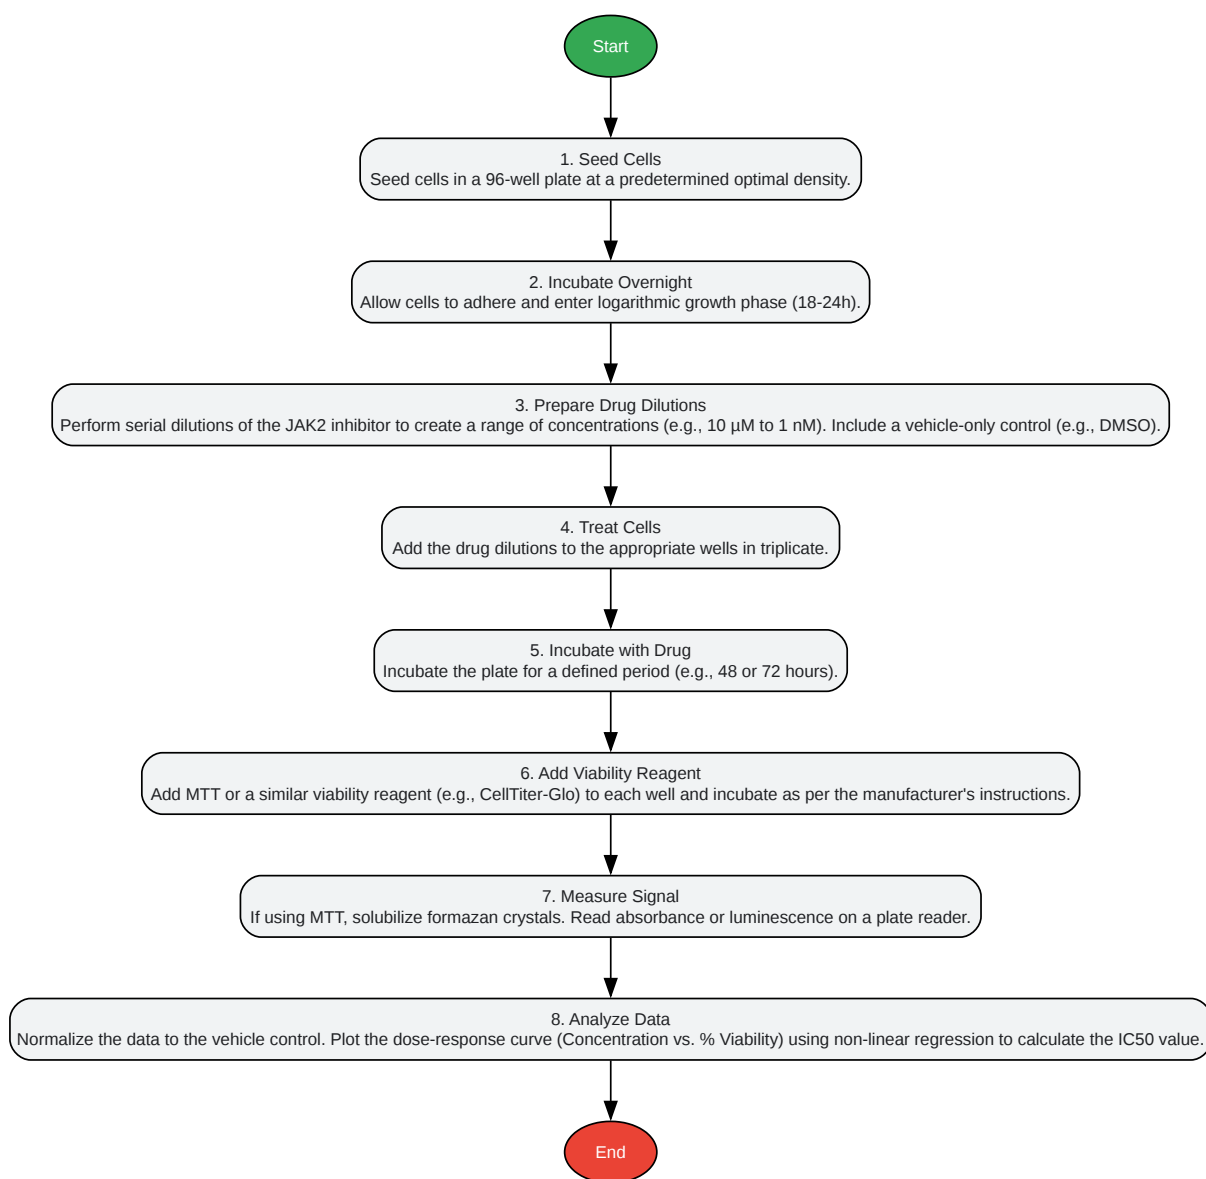 Start
1. Seed Cells
Seed cells in a 96-well plate at a predetermined optimal density.
2. Incubate Overnight
Allow cells to adhere and enter logarithmic growth phase (18-24h).
3. Prepare Drug Dilutions
Perform serial dilutions of the JAK2 inhibitor to create a range of concentrations (e.g., 10 µM to 1 nM). Include a vehicle-only control (e.g., DMSO).
4. Treat Cells
Add the drug dilutions to the appropriate wells in triplicate.
5. Incubate with Drug
Incubate the plate for a defined period (e.g., 48 or 72 hours).
6. Add Viability Reagent
Add MTT or a similar viability reagent (e.g., CellTiter-Glo) to each well and incubate as per the manufacturer's instructions.
7. Measure Signal
If using MTT, solubilize formazan crystals. Read absorbance or luminescence on a plate reader.
8. Analyze Data
Normalize the data to the vehicle control. Plot the dose-response curve (Concentration vs. % Viability) using non-linear regression to calculate the IC50 value.
End